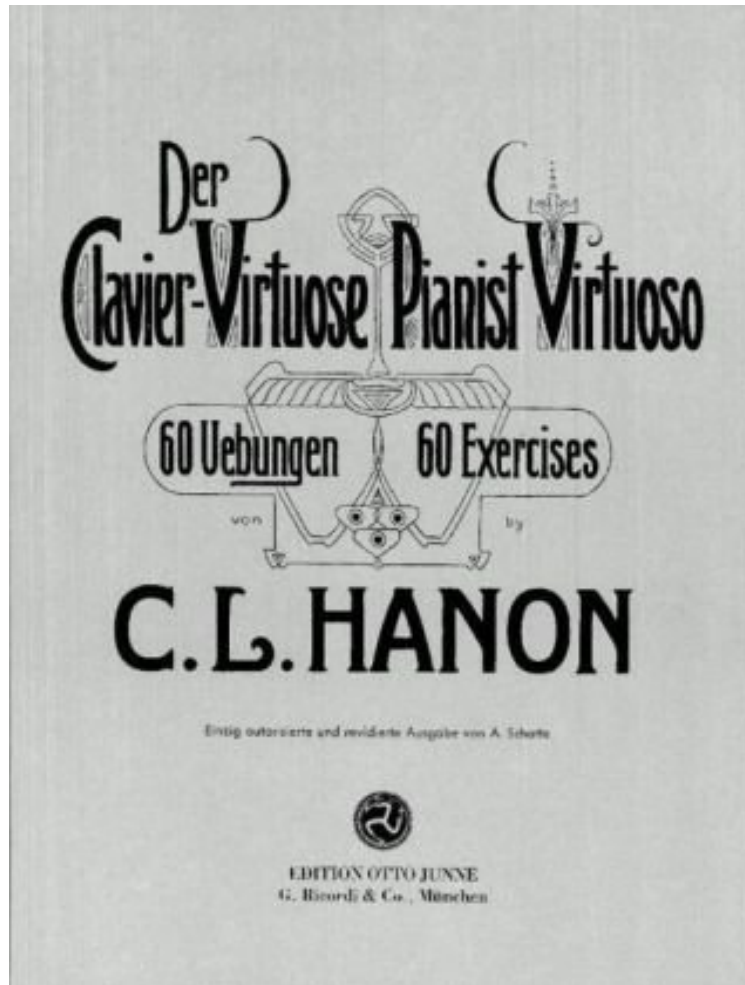 Der
Clavier-Virtuose Pianist Virtuoso
60 Uebungen 60 Exercises
von by
C. L. HANON
Einzig autorisierte und revidierte Ausgabe von A. Schotte
EDITION OTTO JUNNE
G. Ricordi & Co., München